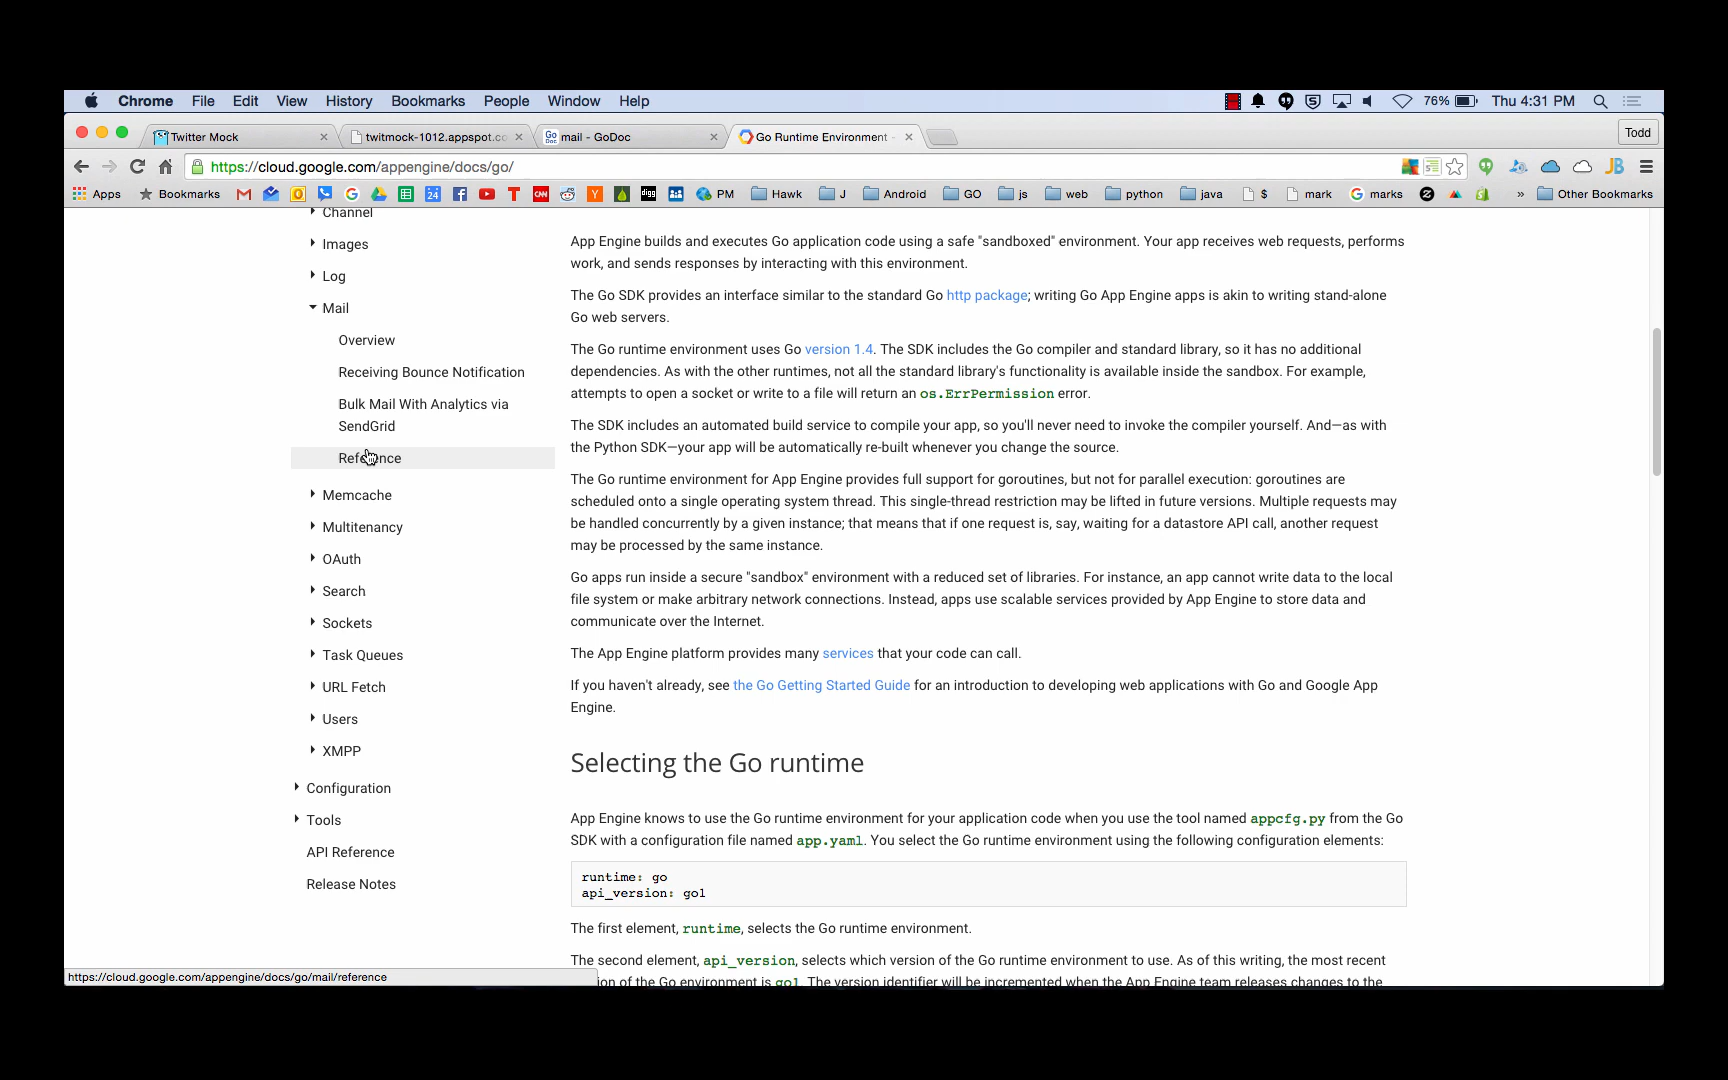 Chrome File Edit View History Bookmarks People Window Help 76% Thu 4:31 PM
Twitter Mock twitmock-1012.appspot.co mail - GoDoc Go Runtime Environment - Todd
https://cloud.google.com/appengine/docs/go/
Apps Bookmarks PM Hawk J Android GO js web python java $ mark marks » Other Bookmarks
Channel
Images
Log
Mail
Overview
Receiving Bounce Notification
Bulk Mail With Analytics via
SendGrid
Reference
Memcache
Multitenancy
OAuth
Search
Sockets
Task Queues
URL Fetch
Users
XMPP
Configuration
Tools
API Reference
Release Notes
App Engine builds and executes Go application code using a safe "sandboxed" environment. Your app receives web requests, performs
work, and sends responses by interacting with this environment.
The Go SDK provides an interface similar to the standard Go http package; writing Go App Engine apps is akin to writing stand-alone
Go web servers.
The Go runtime environment uses Go version 1.4. The SDK includes the Go compiler and standard library, so it has no additional
dependencies. As with the other runtimes, not all the standard library's functionality is available inside the sandbox. For example,
attempts to open a socket or write to a file will return an os.ErrPermission error.
The SDK includes an automated build service to compile your app, so you'll never need to invoke the compiler yourself. And—as with
the Python SDK—your app will be automatically re-built whenever you change the source.
The Go runtime environment for App Engine provides full support for goroutines, but not for parallel execution: goroutines are
scheduled onto a single operating system thread. This single-thread restriction may be lifted in future versions. Multiple requests may
be handled concurrently by a given instance; that means that if one request is, say, waiting for a datastore API call, another request
may be processed by the same instance.
Go apps run inside a secure "sandbox" environment with a reduced set of libraries. For instance, an app cannot write data to the local
file system or make arbitrary network connections. Instead, apps use scalable services provided by App Engine to store data and
communicate over the Internet.
The App Engine platform provides many services that your code can call.
If you haven't already, see the Go Getting Started Guide for an introduction to developing web applications with Go and Google App
Engine.
Selecting the Go runtime
App Engine knows to use the Go runtime environment for your application code when you use the tool named appcfg.py from the Go
SDK with a configuration file named app.yaml. You select the Go runtime environment using the following configuration elements:
runtime: go
api_version: go1
The first element, runtime, selects the Go runtime environment.
The second element, api_version, selects which version of the Go runtime environment to use. As of this writing, the most recent
ion of the Go environment is go1. The version identifier will be incremented when the App Engine team releases changes to the
https://cloud.google.com/appengine/docs/go/mail/reference